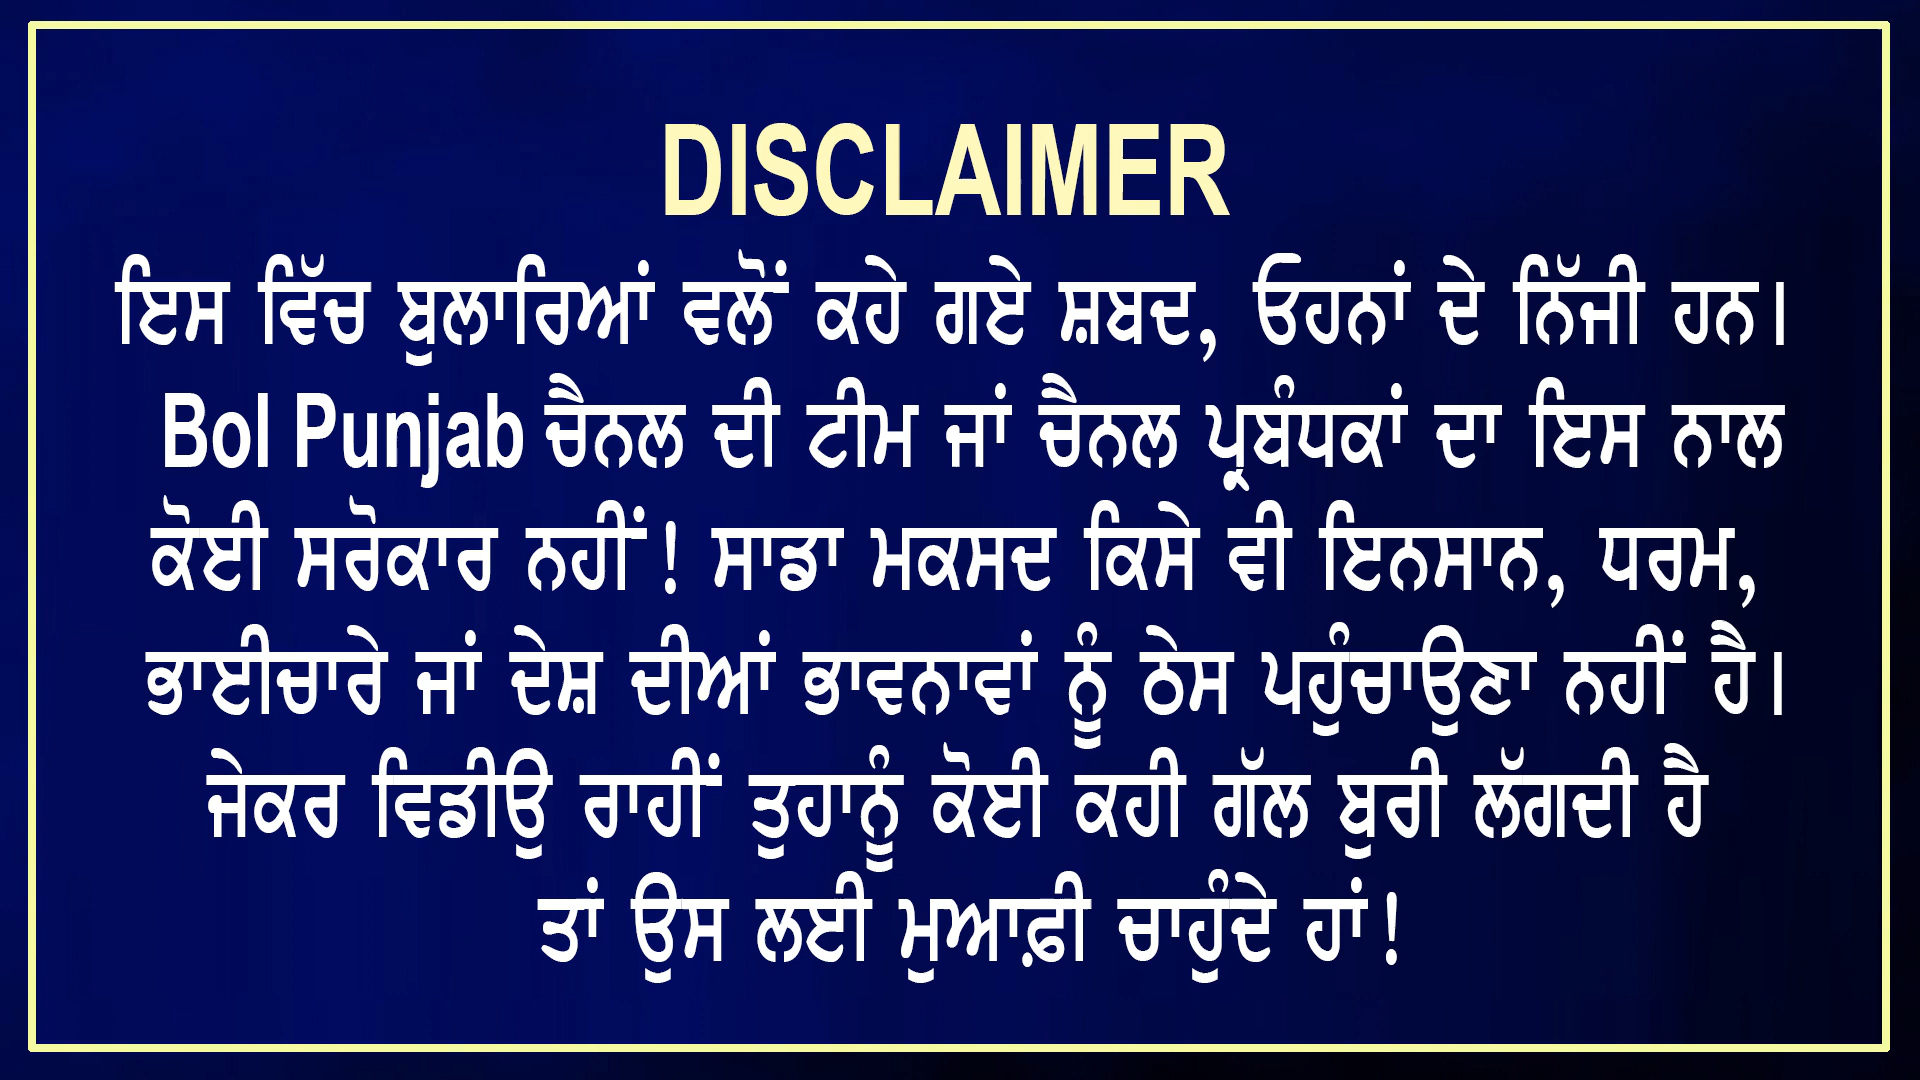 DISCLAIMER
ਇਸ ਵਿੱਚ ਬੁਲਾਰਿਆਂ ਵਲੋਂ ਕਹੇ ਗਏ ਸ਼ਬਦ, ਓਹਨਾਂ ਦੇ ਨਿੱਜੀ ਹਨ।
Bol Punjab ਚੈਨਲ ਦੀ ਟੀਮ ਜਾਂ ਚੈਨਲ ਪ੍ਰਬੰਧਕਾਂ ਦਾ ਇਸ ਨਾਲ
ਕੋਈ ਸਰੋਕਾਰ ਨਹੀਂ! ਸਾਡਾ ਮਕਸਦ ਕਿਸੇ ਵੀ ਇਨਸਾਨ, ਧਰਮ,
ਭਾਈਚਾਰੇ ਜਾਂ ਦੇਸ਼ ਦੀਆਂ ਭਾਵਨਾਵਾਂ ਨੂੰ ਠੇਸ ਪਹੁੰਚਾਉਣਾ ਨਹੀਂ ਹੈ।
ਜੇਕਰ ਵਿਡੀਉ ਰਾਹੀਂ ਤੁਹਾਨੂੰ ਕੋਈ ਕਹੀ ਗੱਲ ਬੁਰੀ ਲੱਗਦੀ ਹੈ
ਤਾਂ ਉਸ ਲਈ ਮੁਆਫ਼ੀ ਚਾਹੁੰਦੇ ਹਾਂ!